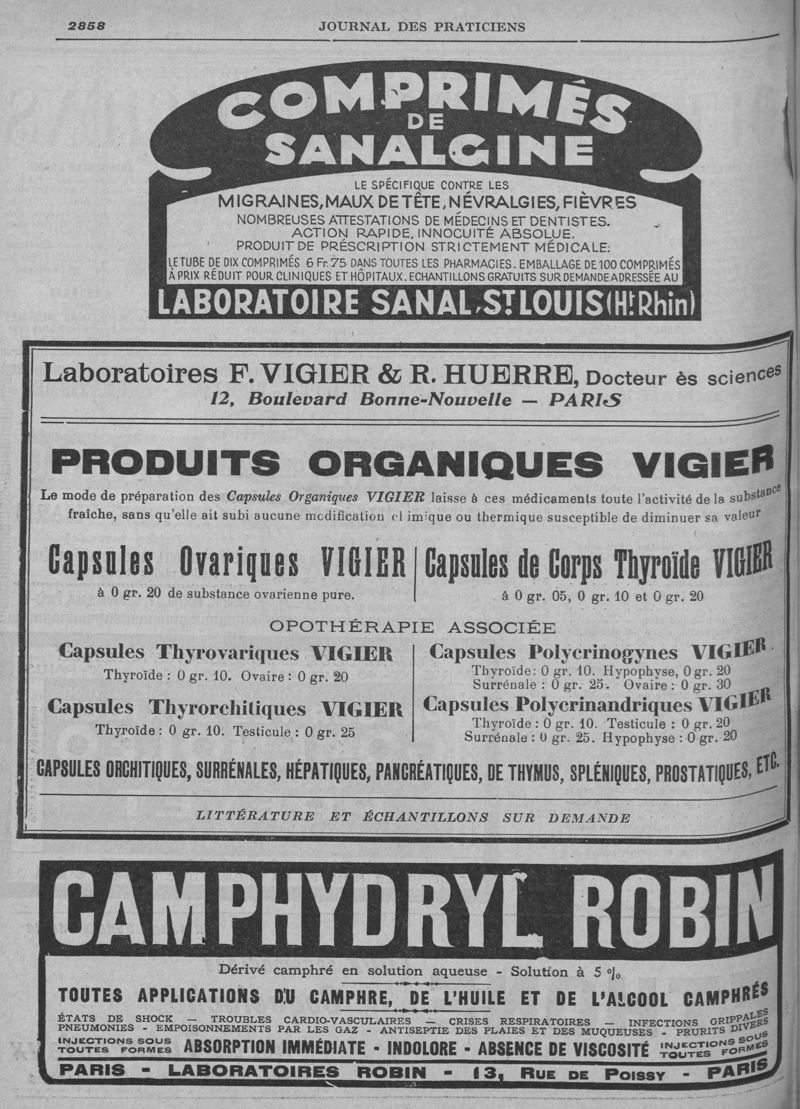 2858
JOURNAL DES PRATICIENS
COMPRIMÉS
DE
SANALGINE
LE SPÉCIFIQUE CONTRE LES
MIGRAINES, MAUX DE TÊTE, NÉVRALGIES, FIÈVRES
NOMBREUSES ATTESTATIONS DE MÉDECINS ET DENTISTES.
ACTION RAPIDE, INNOCUITÉ ABSOLUE.
PRODUIT DE PRÉSCRIPTION STRICTEMENT MÉDICALE:
LE TUBE DE DIX COMPRIMÉS 6 Fr. 75 DANS TOUTES LES PHARMACIES. EMBALLAGE DE 100 COMPRIMÉS
À PRIX RÉDUIT POUR CLINIQUES ET HÔPITAUX. ECHANTILLONS GRATUITS SUR DEMANDE ADRESSÉE AU
LABORATOIRE SANAL, ST LOUIS (Ht. Rhin)
Laboratoires F. VIGIER & R. HUERRE, Docteur ès sciences
12, Boulevard Bonne-Nouvelle — PARIS
PRODUITS ORGANIQUES VIGIER
Le mode de préparation des Capsules Organiques VIGIER laisse à ces médicaments toute l'activité de la substance
fraîche, sans qu'elle ait subi aucune modification cl imique ou thermique susceptible de diminuer sa valeur
Capsules Ovariques VIGIER
à 0 gr. 20 de substance ovarienne pure.
Capsules de Corps Thyroïde VIGIER
à 0 gr. 05, 0 gr. 10 et 0 gr. 20
OPOTHÉRAPIE ASSOCIÉE
Capsules Thyrovariques VIGIER
Thyroïde : 0 gr. 10. Ovaire : 0 gr. 20
Capsules Thyrorchitiques VIGIER
Thyroïde : 0 gr. 10. Testicule : 0 gr. 25
Capsules Polycrinogynes VIGIER.
Thyroïde : 0 gr. 10. Hypophyse, 0 gr. 20
Surrénale : 0 gr. 25. Ovaire : 0 gr. 30
Capsules Polycrinandriques VIGIER
Thyroïde : 0 gr. 10. Testicule : 0 gr. 20
Surrénale : 0 gr. 25. Hypophyse : 0 gr. 20
CAPSULES ORCHITIQUES, SURRÉNALES, HÉPATIQUES, PANCRÉATIQUES, DE THYMUS, SPLÉNIQUES, PROSTATIQUES, ETC.
LITTÉRATURE ET ÉCHANTILLONS SUR DEMANDE
CAMPHYDRYL ROBIN
Dérivé camphré en solution aqueuse - Solution à 5 %
TOUTES APPLICATIONS DU CAMPHRE, DE L'HUILE ET DE L'ALCOOL CAMPHRÉS
ÉTATS DE SHOCK — TROUBLES CARDIO-VASCULAIRES — CRISES RESPIRATOIRES — INFECTIONS GRIPPALES
PNEUMONIES - EMPOISONNEMENTS PAR LES GAZ - ANTISEPTIE DES PLAIES ET DES MUQUEUSES - PRURITS DIVERS
INJECTIONS SOUS
TOUTES FORMES
ABSORPTION IMMÉDIATE - INDOLORE - ABSENCE DE VISCOSITÉ
INJECTIONS SOUS
TOUTES FORMES
PARIS - LABORATOIRES ROBIN - 13, RUE DE POISSY - PARIS